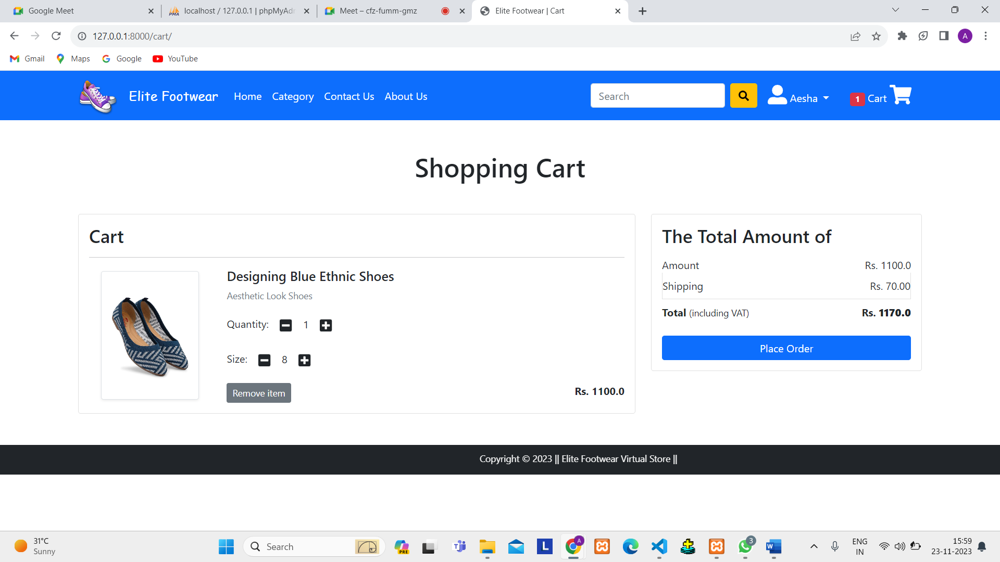 Google Meet
localhost / 127.0.0.1 | phpMyAdr
Meet – cfz-fumm-gmz
Elite Footwear | Cart
127.0.0.1:8000/cart/
A
Gmail
Maps
Google
YouTube
Elite Footwear
Home
Category
Contact Us
About Us
Search
Aesha
1
Cart
Shopping Cart
Cart
Designing Blue Ethnic Shoes
Aesthetic Look Shoes
Quantity: 1
Size: 8
Remove item
Rs. 1100.0
The Total Amount of
Amount Rs. 1100.0
Shipping Rs. 70.00
Total (including VAT) Rs. 1170.0
Place Order
Copyright © 2023 || Elite Footwear Virtual Store ||
31°C
Sunny
Search
PRE
L
A
3
W
ENG
IN
15:59
23-11-2023